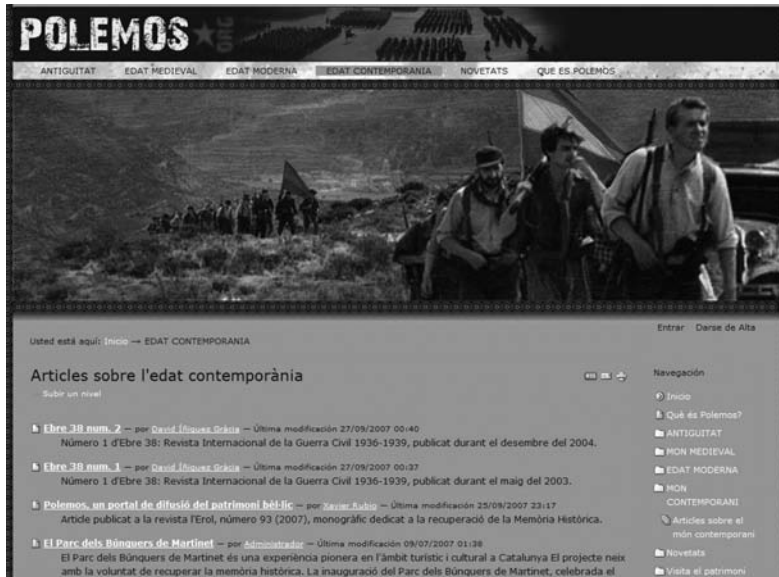 POLEMOS
ORG
ANTIGUITAT EDAT MEDIEVAL EDAT MODERNA EDAT CONTEMPORANIA NOVETATS QUE ES POLEMOS
Entrar Darse de Alta
Usted está aquí: Inicio → EDAT CONTEMPORANIA
Articles sobre l'edat contemporània
Subir un nivel
Ebre 38 num. 2 — por David Íñiguez Gràcia — Última modificación 27/09/2007 00:40
Número 1 d'Ebre 38: Revista Internacional de la Guerra Civil 1936-1939, publicat durant el desembre del 2004.
Ebre 38 num. 1 — por David Íñiguez Gràcia — Última modificación 27/09/2007 00:37
Número 1 d'Ebre 38: Revista Internacional de la Guerra Civil 1936-1939, publicat durant el maig del 2003.
Polemos, un portal de difusió del patrimoni bèl·lic — por Xavier Rubio — Última modificación 25/09/2007 23:17
Article publicat a la revista l'Erol, número 93 (2007), monogràfic dedicat a la recuperació de la Memòria Històrica.
El Parc dels Búnquers de Martinet — por Administrador — Última modificación 09/07/2007 01:38
El Parc dels Búnquers de Martinet és una experiència pionera en l'àmbit turístic i cultural a Catalunya El projecte neix
amb la voluntat de recuperar la memòria històrica. La inauguració del Parc dels Búnquers de Martinet, celebrada el
Navegación
Inicio
Què és Polemos?
ANTIGUITAT
MON MEDIEVAL
EDAT MODERNA
MON
CONTEMPORANI
Articles sobre el
món contemporani
Novetats
Visita el patrimoni